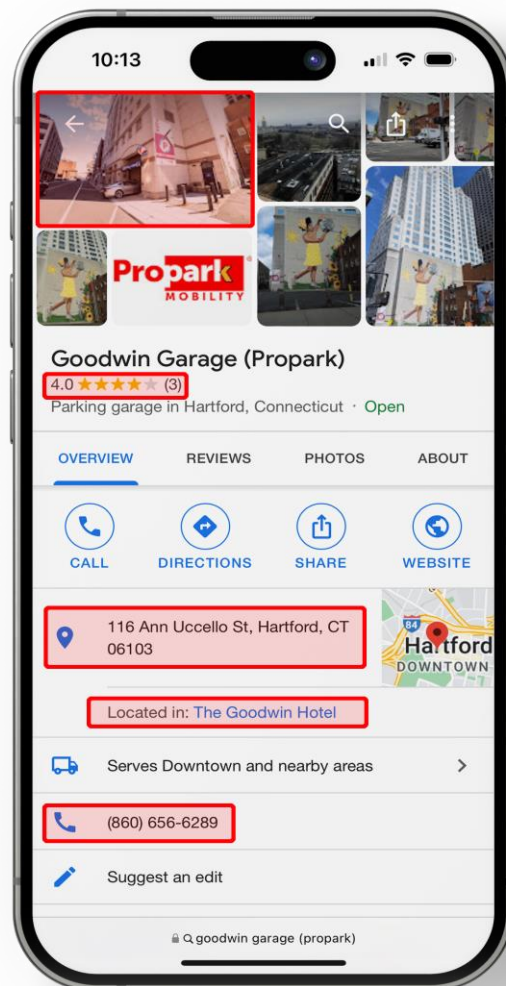 10:13
Propark
MOBILITY
Goodwin Garage (Propark)
4.0 ★★★★★ (3)
Parking garage in Hartford, Connecticut · Open
OVERVIEW REVIEWS PHOTOS ABOUT
CALL DIRECTIONS SHARE WEBSITE
116 Ann Uccello St, Hartford, CT
06103
84
Hartford
DOWNTOWN
Located in: The Goodwin Hotel
Serves Downtown and nearby areas
(860) 656-6289
Suggest an edit
goodwin garage (propark)